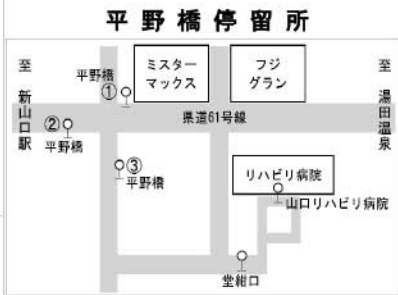 平野橋停留所
至 新山口駅
平野橋
①
ミスター
マックス
フジ
グラン
至 湯田温泉
県道61号線
②
平野橋
③
平野橋
リハビリ病院
山口リハビリ病院
堂紺口